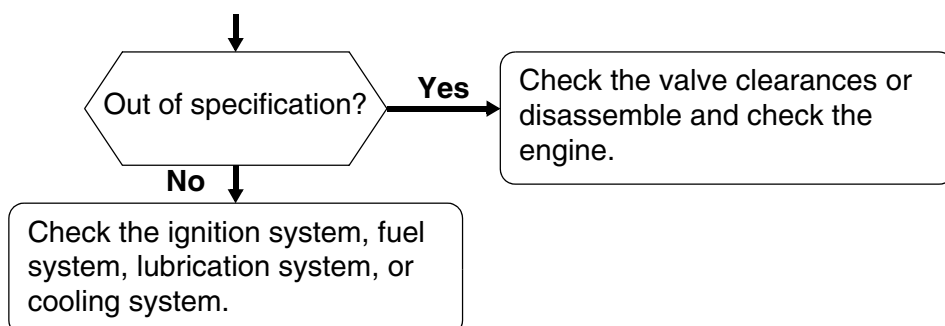 Out of specification?
Yes
Check the valve clearances or
disassemble and check the
engine.
No
Check the ignition system, fuel
system, lubrication system, or
cooling system.